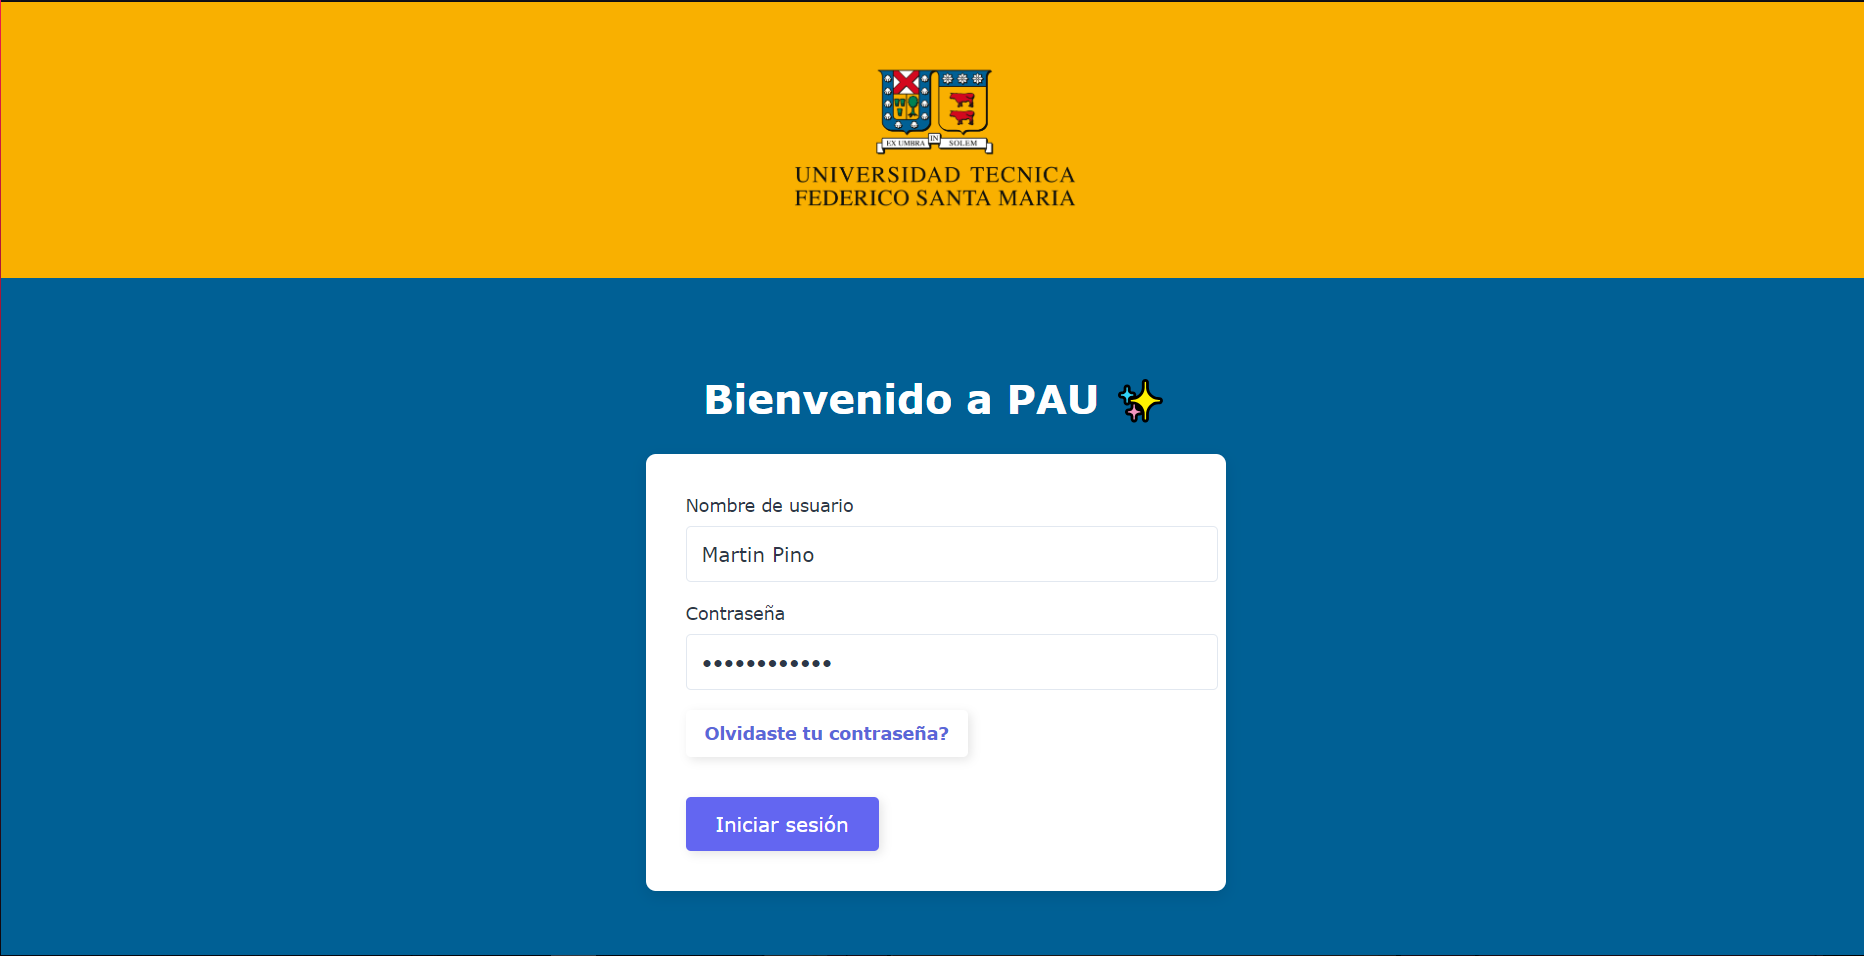 EX UMBRA IN SOLEM
UNIVERSIDAD TECNICA
FEDERICO SANTA MARIA
Bienvenido a PAU ✨
Nombre de usuario
Martin Pino
Contraseña
••••••••••••
Olvidaste tu contraseña?
Iniciar sesión